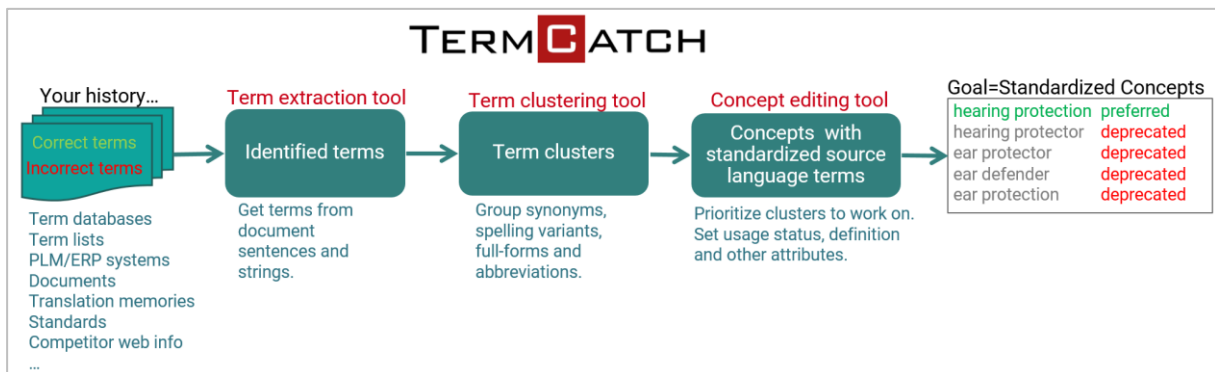 TERMCATCH
Your history…
Correct terms
Incorrect terms
Term databases
Term lists
PLM/ERP systems
Documents
Translation memories
Standards
Competitor web info
…
Term extraction tool
Identified terms
Get terms from
document
sentences and
strings.
Term clustering tool
Term clusters
Group synonyms,
spelling variants,
full-forms and
abbreviations.
Concept editing tool
Concepts with
standardized source
language terms
Prioritize clusters to work on.
Set usage status, definition
and other attributes.
Goal=Standardized Concepts
hearing protection preferred
hearing protector deprecated
ear protector deprecated
ear defender deprecated
ear protection deprecated